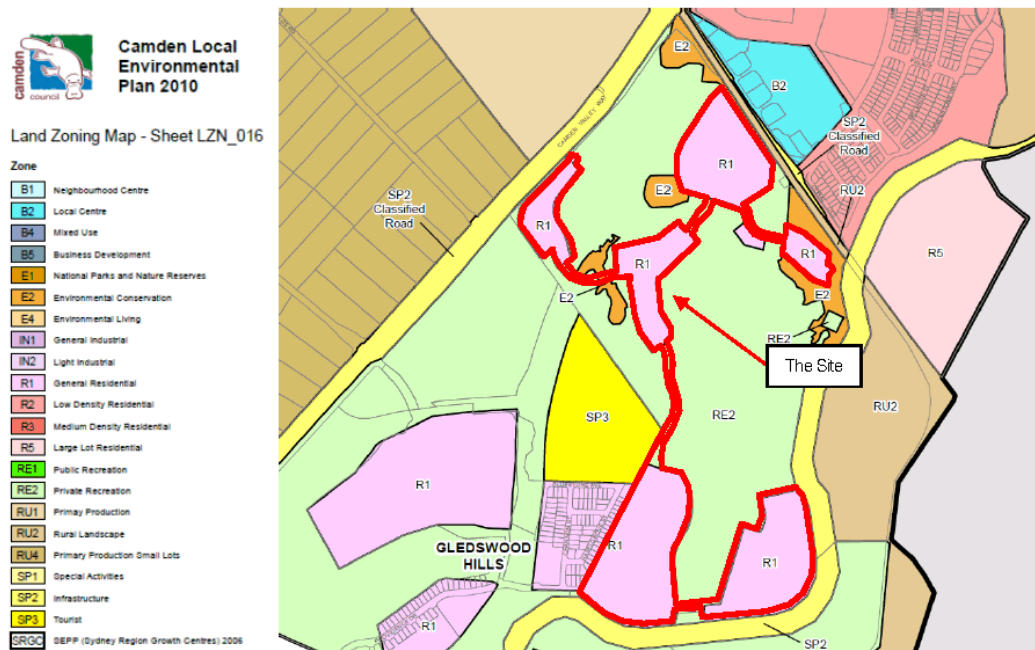 camden
council
Camden Local
Environmental
Plan 2010
Land Zoning Map - Sheet LZN_016
Zone
B1 Neighbourhood Centre
B2 Local Centre
B4 Mixed Use
B5 Business Development
E1 National Parks and Nature Reserves
E2 Environmental Conservation
E4 Environmental Living
IN1 General Industrial
IN2 Light Industrial
R1 General Residential
R2 Low Density Residential
R3 Medium Density Residential
R5 Large Lot Residential
RE1 Public Recreation
RE2 Private Recreation
RU1 Primay Production
RU2 Rural Landscape
RU4 Primary Production Small Lots
SP1 Special Activities
SP2 Infrastructure
SP3 Tourist
SRGC SEPP (Sydney Region Growth Centres) 2006
E2
B2
CAMDEN VALLEY WAY
SP2
Classified
Road
R1
E2
SP2
Classified
Road
RU2
R1
R1
R1
R5
E2
E2
RE2
The Site
SP3
RE2
RU2
R1
GLEDSWOOD
HILLS
R1
R1
R1
SP2